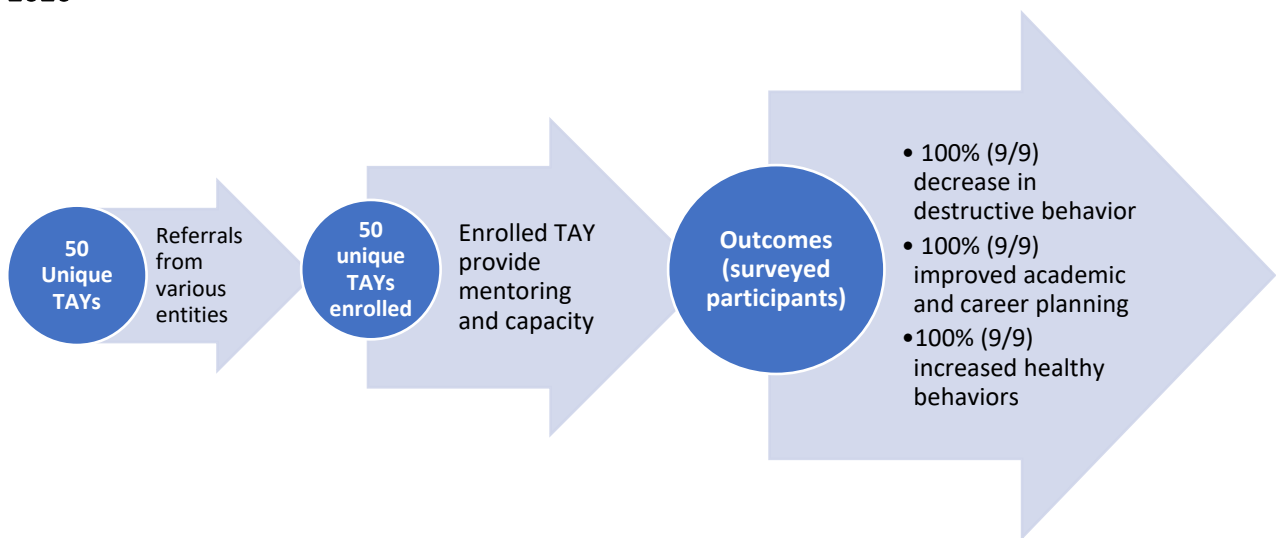 50
Unique
TAYs
Referrals
from
various
entities
50
unique
TAYs
enrolled
Enrolled TAY
provide
mentoring
and capacity
Outcomes
(surveyed
participants)
• 100% (9/9)
decrease in
destructive behavior
• 100% (9/9)
improved academic
and career planning
•100% (9/9)
increased healthy
behaviors